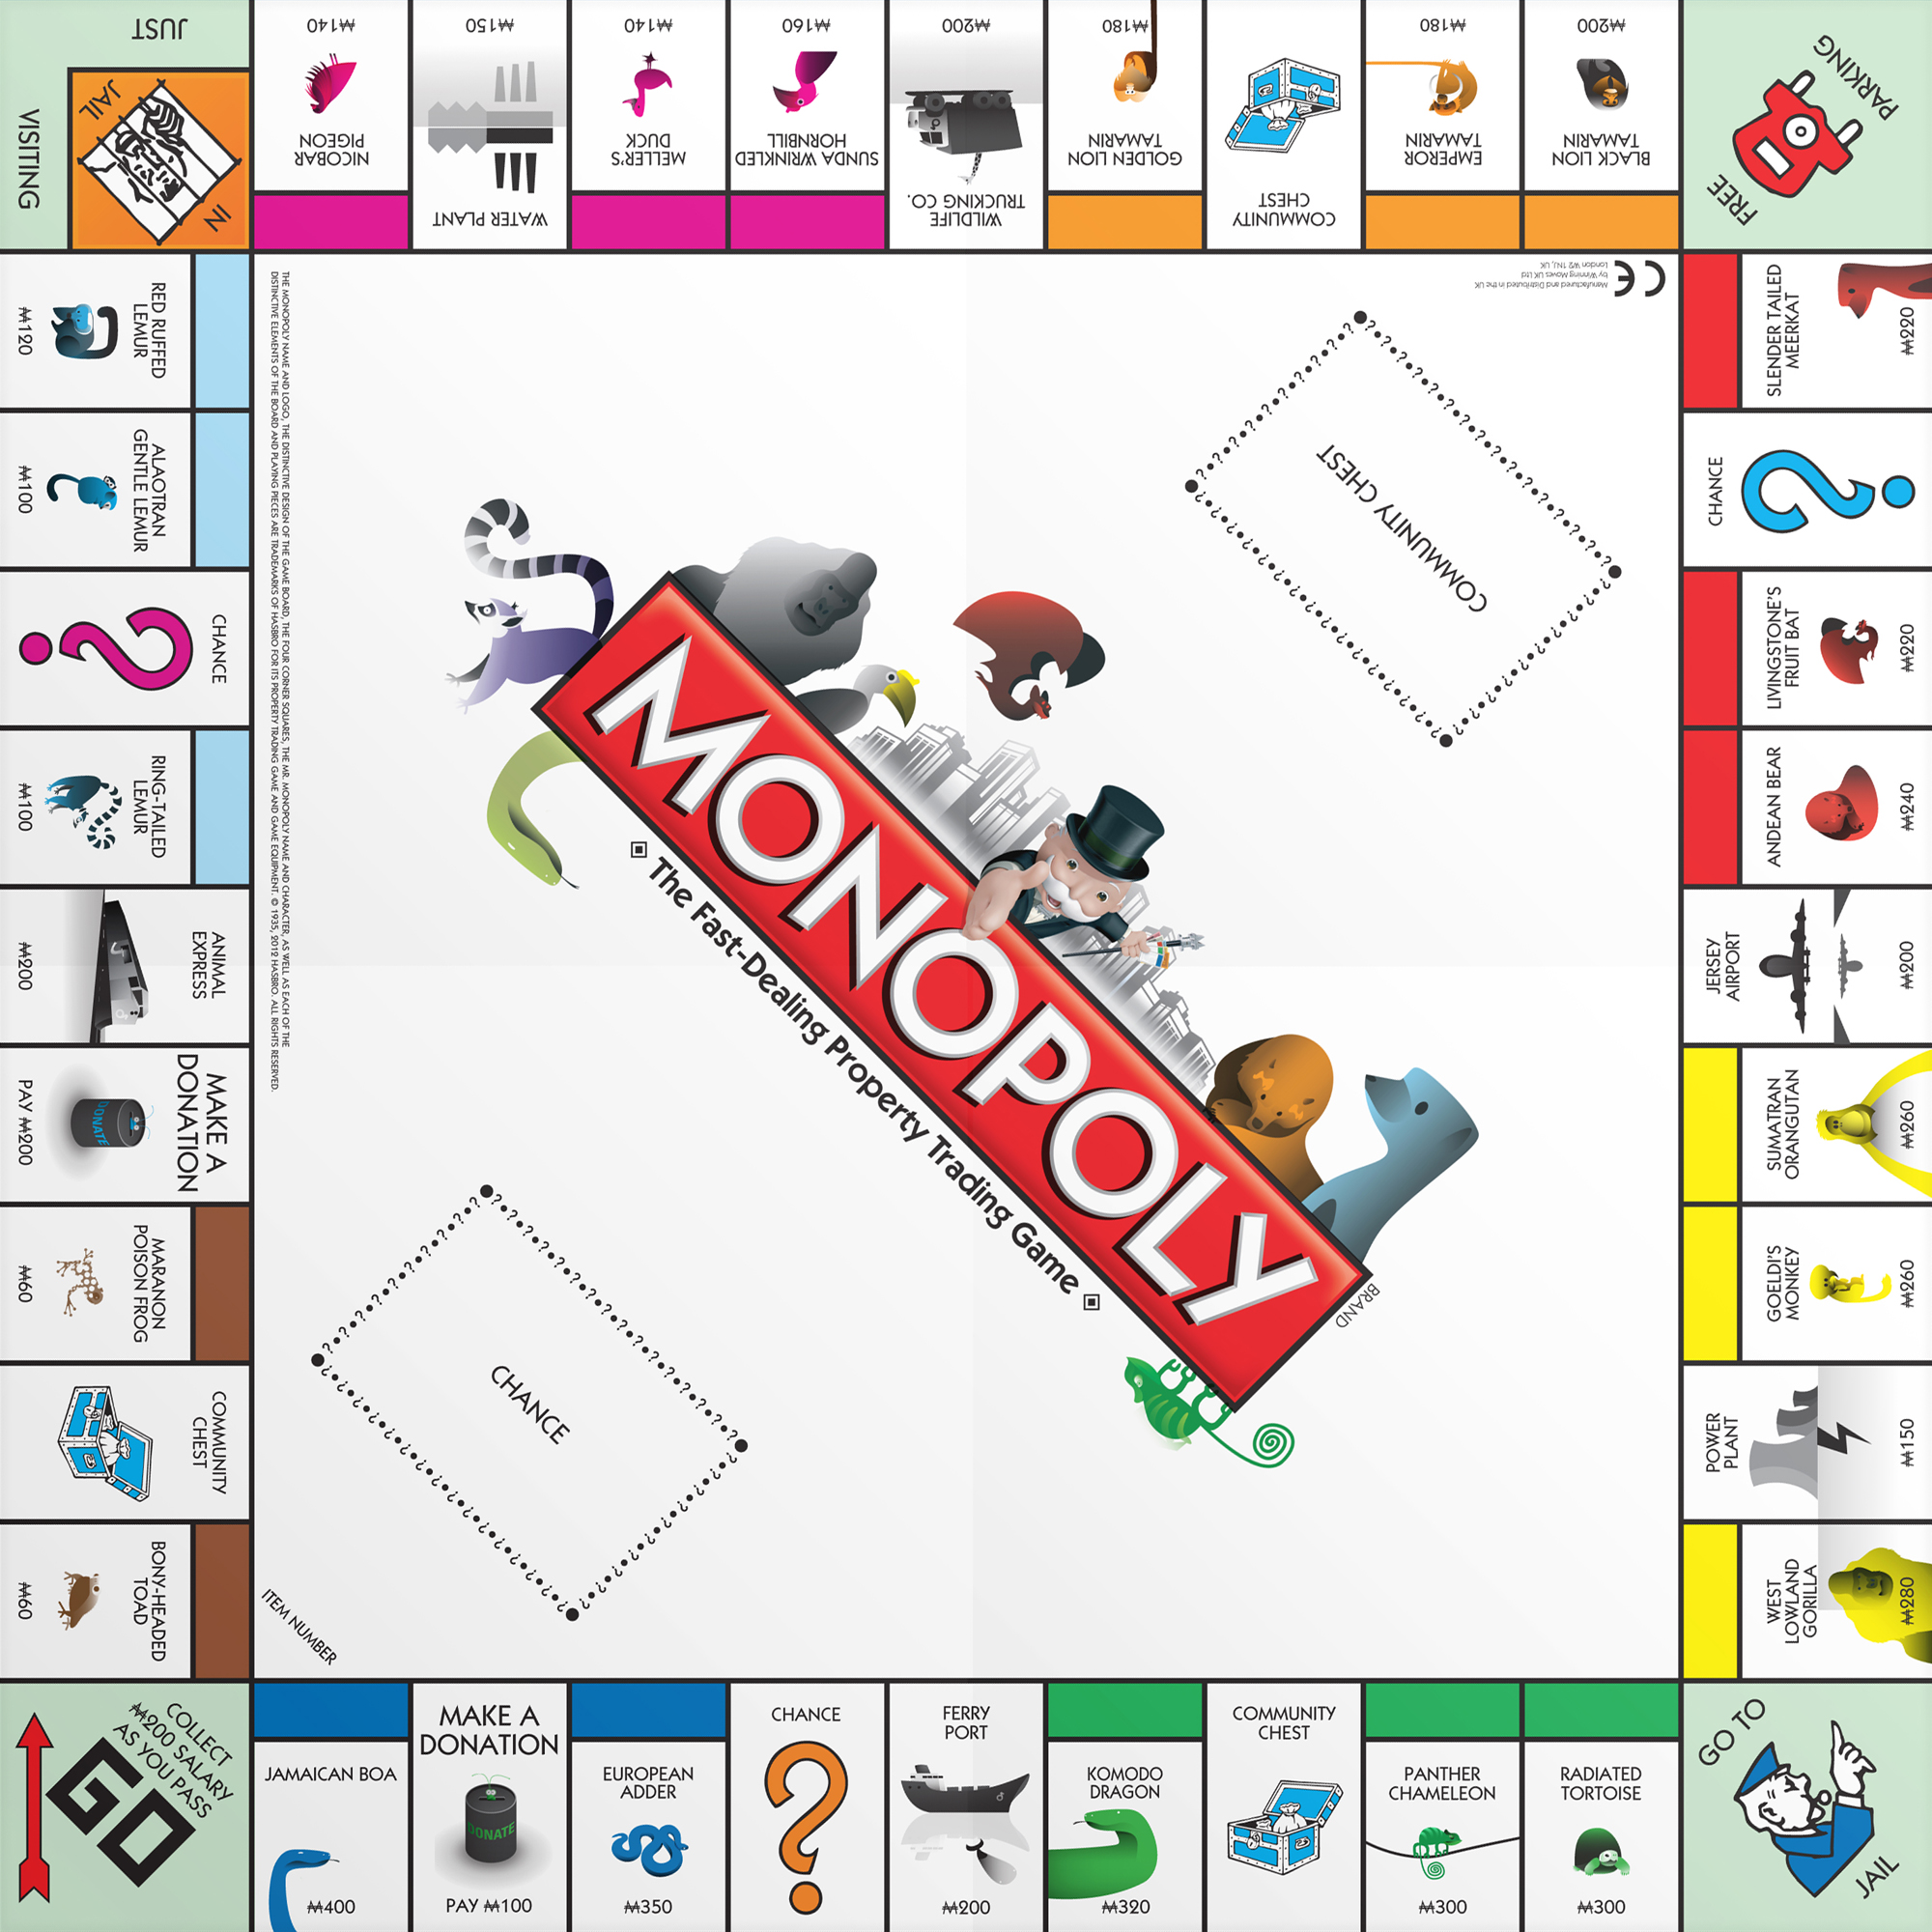 COLLECT
₩200 SALARY
AS YOU PASS
GO
BONY-HEADED
TOAD
₩60
COMMUNITY
CHEST
MARANON
POISON FROG
₩60
MAKE A
DONATION
DONATE
PAY ₩200
ANIMAL
EXPRESS
₩200
RING-TAILED
LEMUR
₩100
CHANCE
?
ALAOTRAN
GENTLE LEMUR
₩100
RED RUFFED
LEMUR
₩120
JUST
VISITING
IN
JAIL
NICOBAR
PIGEON
₩140
WATER PLANT
₩150
MELLER'S
DUCK
₩140
SUNDA WRINKLED
HORNBILL
₩160
WILDLIFE
TRUCKING CO.
₩200
GOLDEN LION
TAMARIN
₩180
COMMUNITY
CHEST
EMPEROR
TAMARIN
₩180
BLACK LION
TAMARIN
₩200
FREE
PARKING
SLENDER TAILED
MEERKAT
₩220
CHANCE
?
LIVINGSTONE'S
FRUIT BAT
₩220
ANDEAN BEAR
₩240
JERSEY
AIRPORT
₩200
SUMATRAN
ORANGUTAN
₩260
GOELDI'S
MONKEY
₩260
POWER
PLANT
₩150
WEST
LOWLAND
GORILLA
₩280
GO TO
JAIL
RADIATED
TORTOISE
₩300
PANTHER
CHAMELEON
₩300
COMMUNITY
CHEST
KOMODO
DRAGON
₩320
FERRY
PORT
₩200
CHANCE
?
EUROPEAN
ADDER
₩350
MAKE A
DONATION
DONATE
PAY ₩100
JAMAICAN BOA
₩400
THE MONOPOLY NAME AND LOGO, THE DISTINCTIVE DESIGN OF THE GAME BOARD, THE FOUR CORNER SQUARES, THE MR. MONOPOLY NAME AND CHARACTER, AS WELL AS EACH OF THE
DISTINCTIVE ELEMENTS OF THE BOARD AND PLAYING PIECES ARE TRADEMARKS OF HASBRO FOR ITS PROPERTY TRADING GAME AND GAME EQUIPMENT. © 1935, 2012 HASBRO. ALL RIGHTS RESERVED.
Manufactured and Distributed in the UK
by Winning Moves UK Ltd
London W2 1NJ, UK
CE
COMMUNITY CHEST
MONOPOLY
BRAND
The Fast-Dealing Property Trading Game
CHANCE
ITEM NUMBER